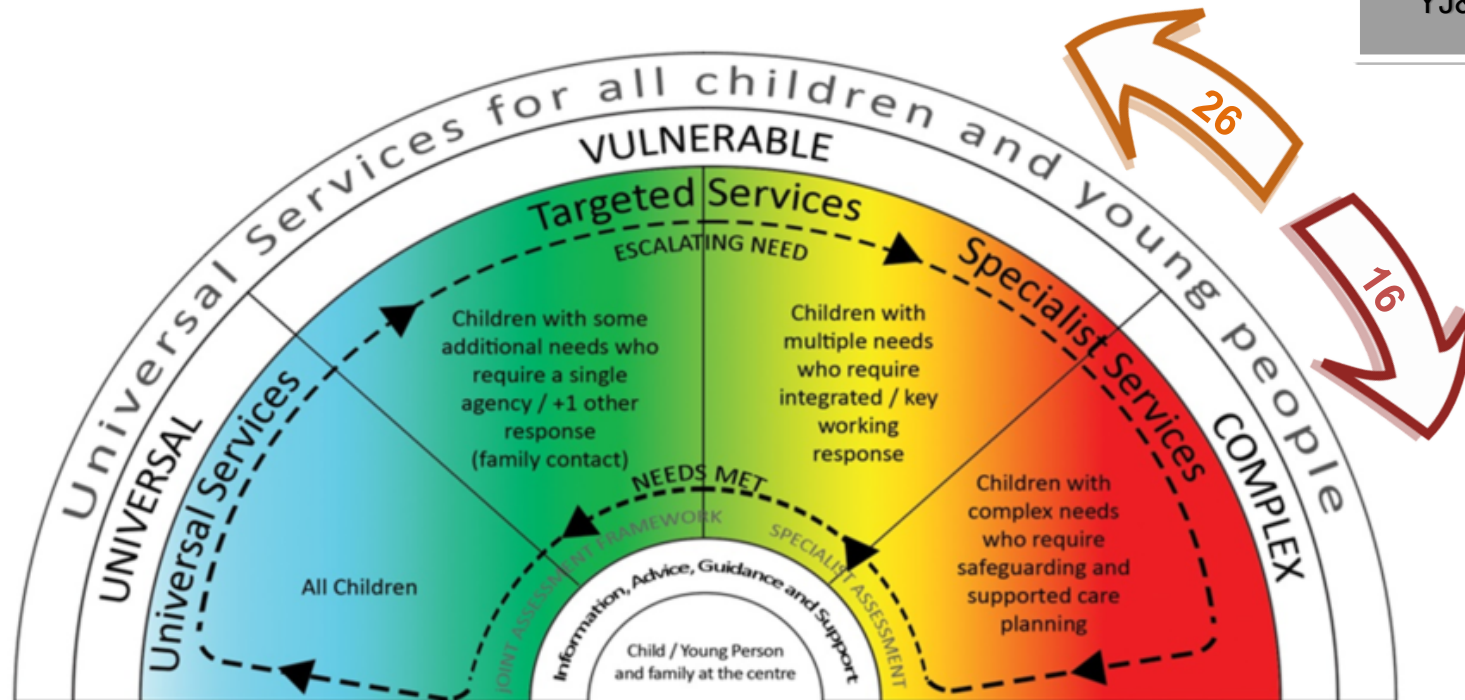 Universal Services for all children and young people
VULNERABLE
UNIVERSAL
COMPLEX
Targeted Services
Universal Services
Specialist Services
ESCALATING NEED
Children with some
additional needs who
require a single
agency / +1 other
response
(family contact)
Children with
multiple needs
who require
integrated / key
working
response
All Children
Children with
complex needs
who require
safeguarding and
supported care
planning
NEEDS MET
JOINT ASSESSMENT FRAMEWORK
SPECIALIST ASSESSMENT
Information, Advice, Guidance and Support
Child / Young Person
and family at the centre
26
16